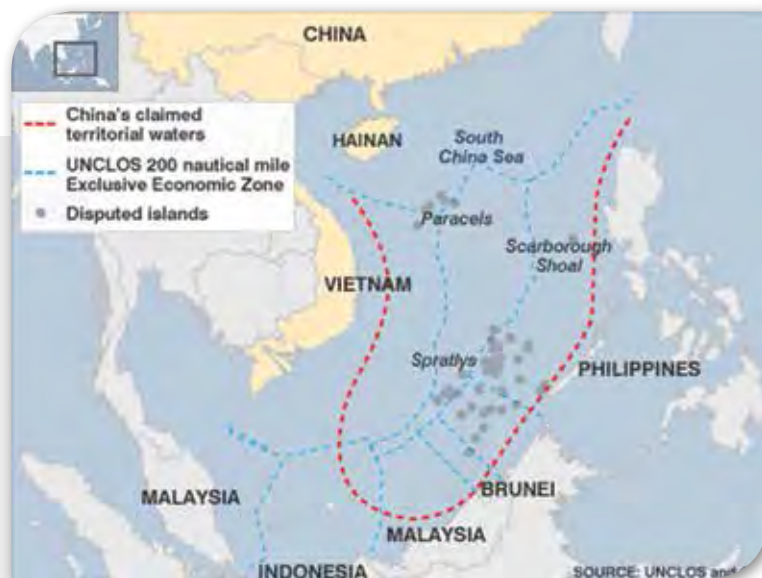 CHINA
China's claimed
territorial waters
UNCLOS 200 nautical mile
Exclusive Economic Zone
Disputed islands
HAINAN
South
China Sea
Paracels
Scarborough
Shoal
VIETNAM
Spratlys
PHILIPPINES
BRUNEI
MALAYSIA
MALAYSIA
INDONESIA
SOURCE: UNCLOS and